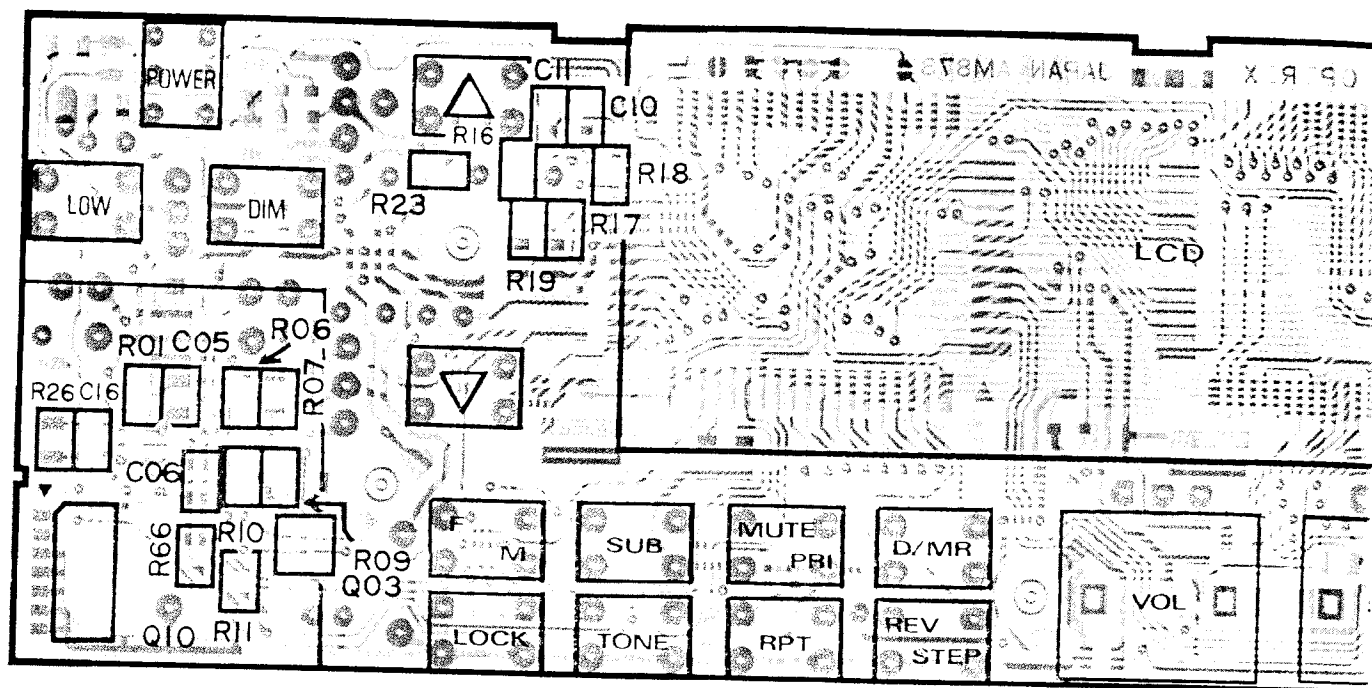 POWER
C11
C10
R16
JAPAN AM87
LOW
DIM
R23
R18
R17
R19
LCD
R01 C05
R06
R07
R26 C16
C06
R66
R10
R09
Q03
Q10
R11
F M
SUB
MUTE PRI
D/MR
LOCK
TONE
RPT
REV STEP
VOL